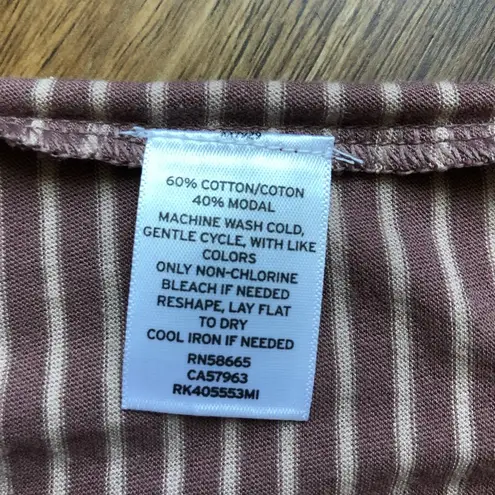 60% COTTON/COTON
40% MODAL
MACHINE WASH COLD,
GENTLE CYCLE, WITH LIKE
COLORS
ONLY NON-CHLORINE
BLEACH IF NEEDED
RESHAPE, LAY FLAT
TO DRY
COOL IRON IF NEEDED
RN58665
CA57963
RK405553MI